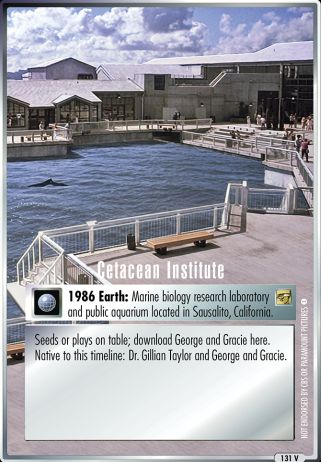 Cetacean Institute
1986 Earth: Marine biology research laboratory
and public aquarium located in Sausalito, California.
Seeds or plays on table; download George and Gracie here.
Native to this timeline: Dr. Gillian Taylor and George and Gracie.
NOT ENDORSED BY CBS OR PARAMOUNT PICTURES
131 V